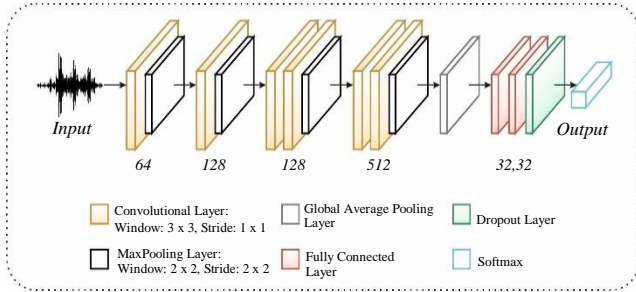 Input
Output
64
128
128
512
32,32
Convolutional Layer:
Window: 3 x 3, Stride: 1 x 1
Global Average Pooling
Layer
Dropout Layer
MaxPooling Layer:
Window: 2 x 2, Stride: 2 x 2
Fully Connected
Layer
Softmax